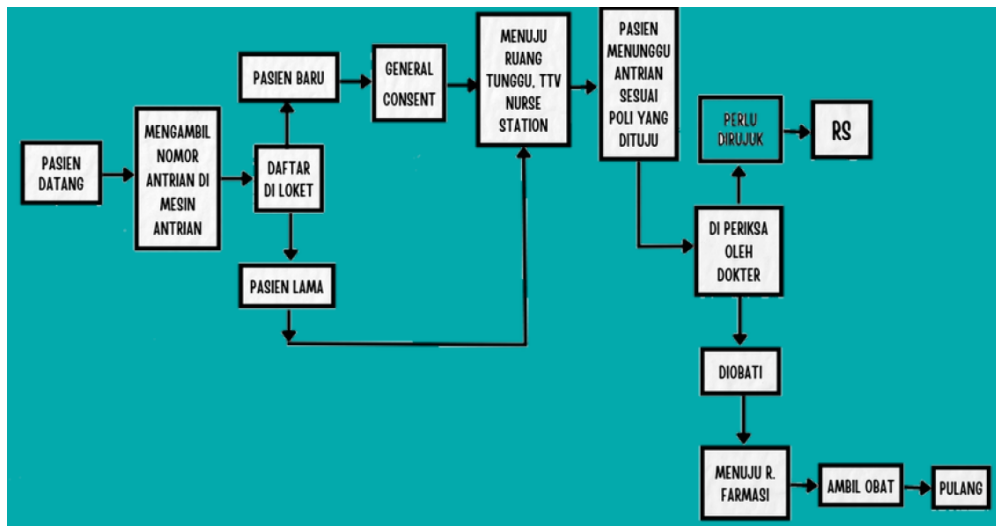 PASIEN
DATANG
MENGAMBIL
NOMOR
ANTRIAN DI
MESIN
ANTRIAN
DAFTAR
DI LOKET
PASIEN BARU
GENERAL
CONSENT
PASIEN LAMA
MENUJU
RUANG
TUNGGU, TTV
NURSE
STATION
PASIEN
MENUNGGU
ANTRIAN
SESUAI
POLI YANG
DITUJU
DI PERIKSA
OLEH
DOKTER
PERLU
DIRUJUK
RS
DIOBATI
MENUJU R.
FARMASI
AMBIL OBAT
PULANG